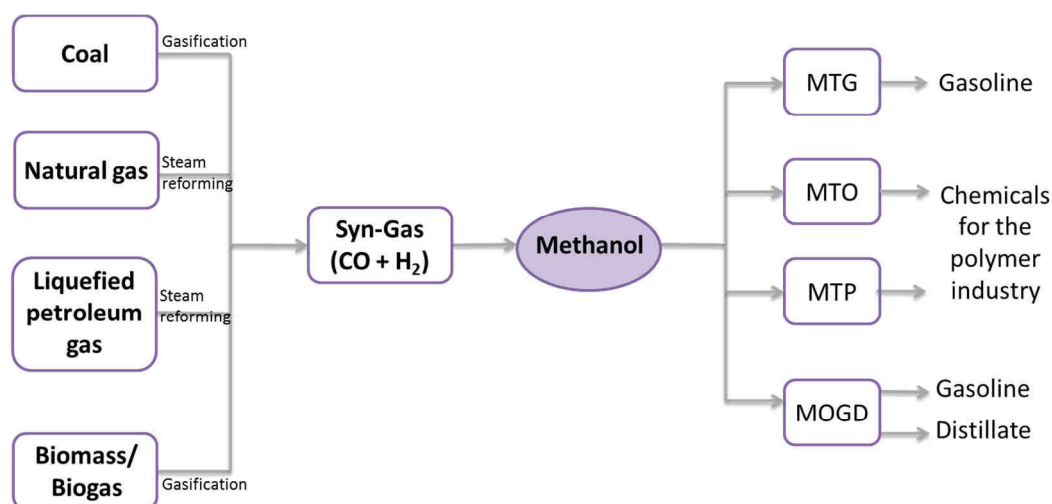 Coal
Gasification
Natural gas
Steam
reforming
Liquefied
petroleum
gas
Steam
reforming
Biomass/
Biogas
Gasification
Syn-Gas
(CO + H₂)
Methanol
MTG
Gasoline
MTO
MTP
Chemicals
for the
polymer
industry
MOGD
Gasoline
Distillate